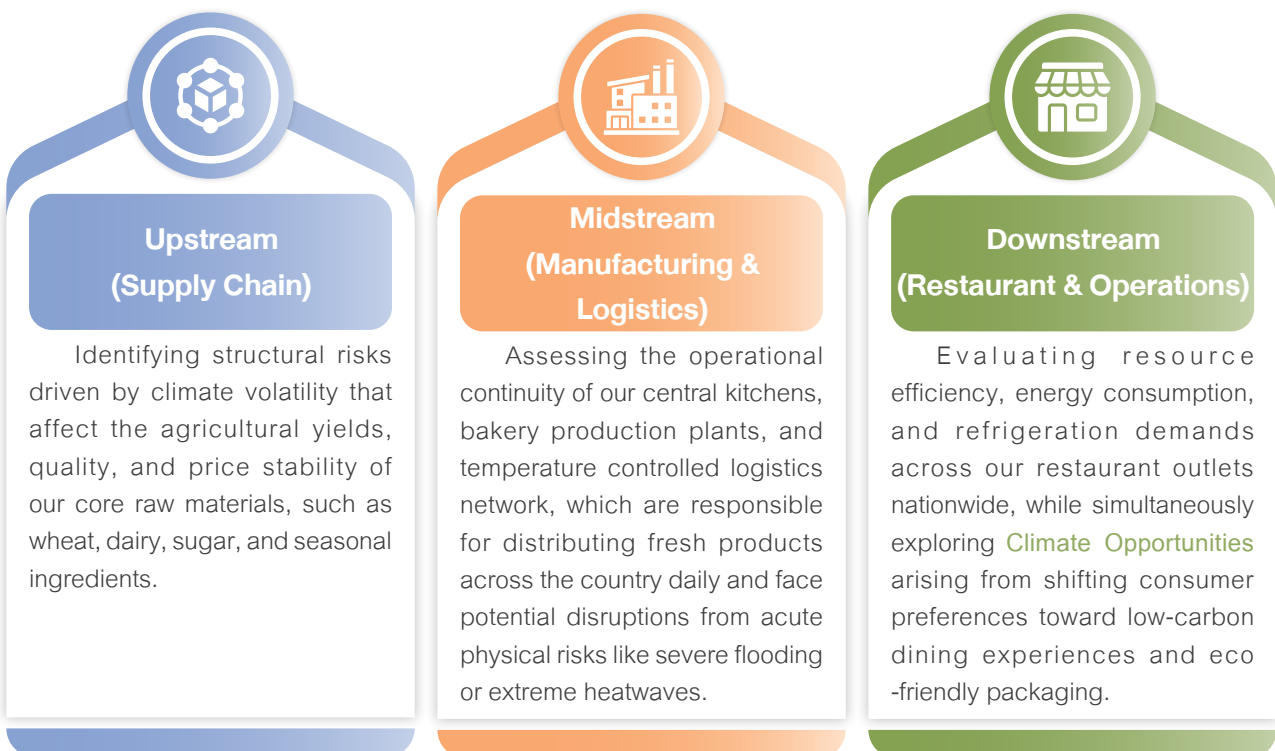 Upstream
(Supply Chain)
Identifying structural risks
driven by climate volatility that
affect the agricultural yields,
quality, and price stability of
our core raw materials, such as
wheat, dairy, sugar, and seasonal
ingredients.
Midstream
(Manufacturing &
Logistics)
Assessing the operational
continuity of our central kitchens,
bakery production plants, and
temperature controlled logistics
network, which are responsible
for distributing fresh products
across the country daily and face
potential disruptions from acute
physical risks like severe flooding
or extreme heatwaves.
Downstream
(Restaurant & Operations)
Evaluating resource
efficiency, energy consumption,
and refrigeration demands
across our restaurant outlets
nationwide, while simultaneously
exploring Climate Opportunities
arising from shifting consumer
preferences toward low-carbon
dining experiences and eco
-friendly packaging.